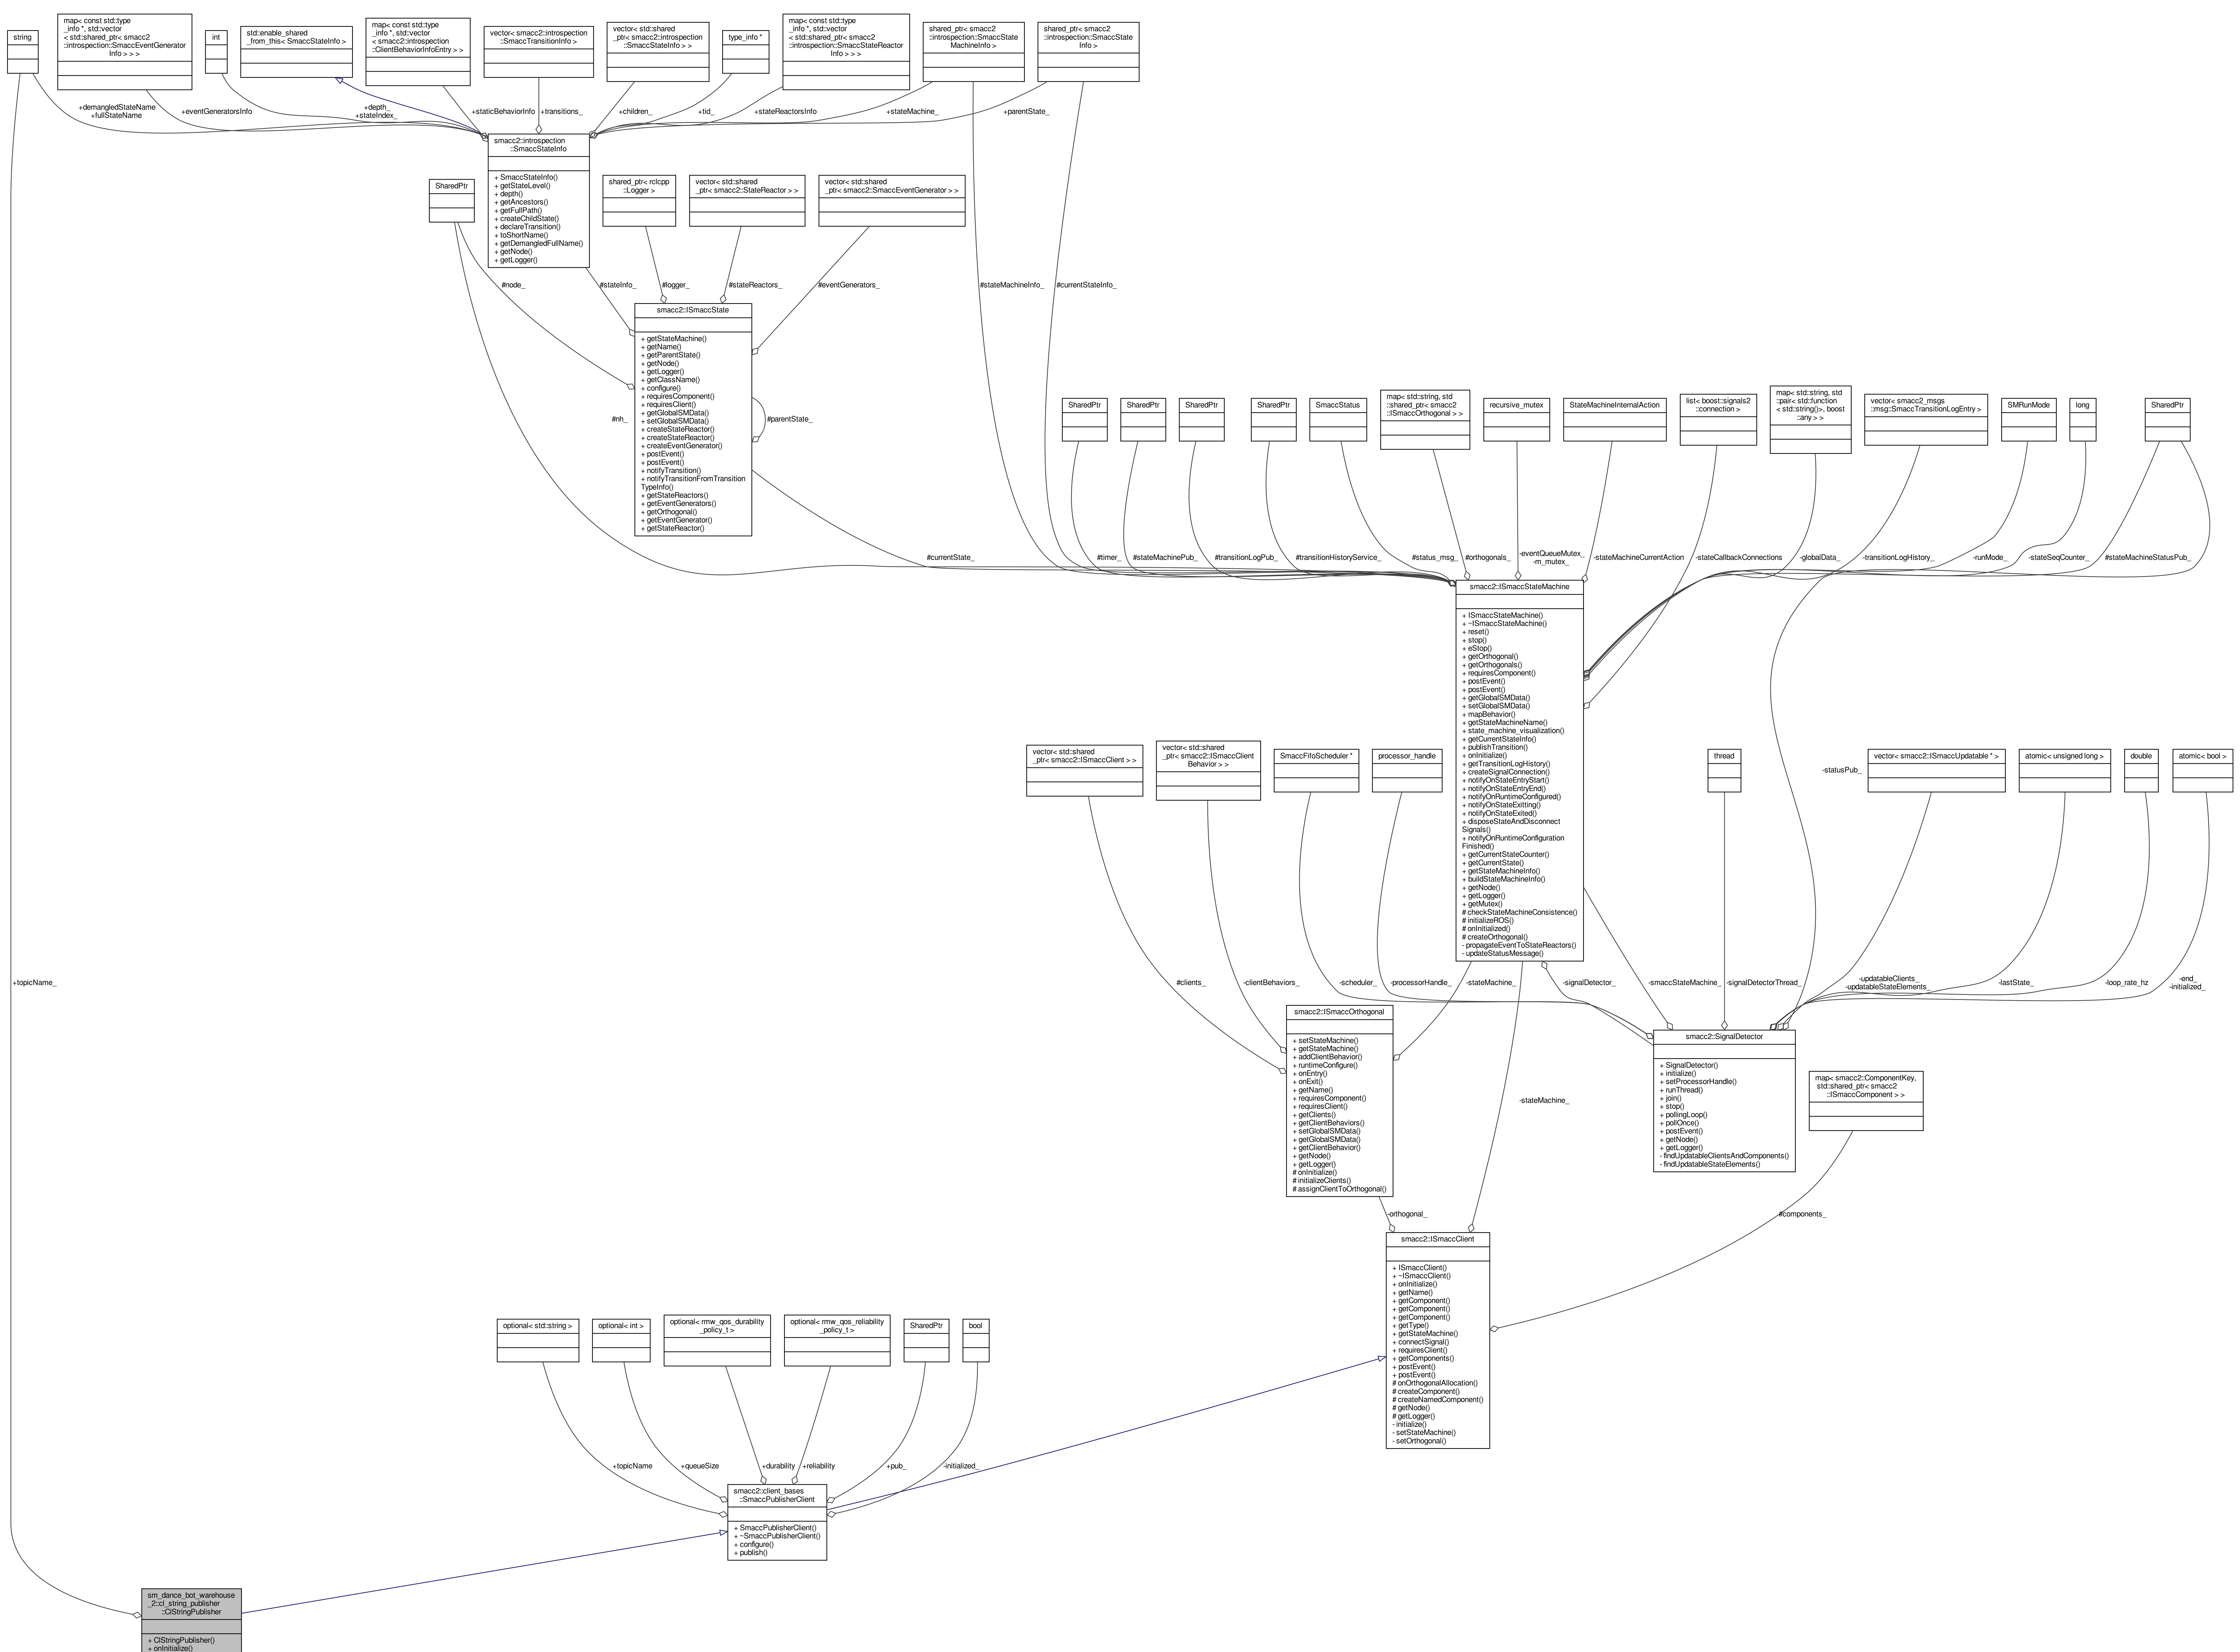 string
map< const std::type
_info *, std::vector
< std::shared_ptr< smacc2
::introspection::SmaccEventGenerator
Info > > >
int
std::enable_shared
_from_this< SmaccStateInfo >
map< const std::type
_info *, std::vector
< smacc2::introspection
::ClientBehaviorInfoEntry > >
vector< smacc2::introspection
::SmaccTransitionInfo >
vector< std::shared
_ptr< smacc2::introspection
::SmaccStateInfo > >
type_info *
map< const std::type
_info *, std::vector
< std::shared_ptr< smacc2
::introspection::SmaccStateReactor
Info > > >
shared_ptr< smacc2
::introspection::SmaccState
MachineInfo >
shared_ptr< smacc2
::introspection::SmaccState
Info >
+demangledStateName
+fullStateName
+eventGeneratorsInfo
+depth_
+stateIndex_
+staticBehaviorInfo
+transitions_
+children_
+tid_
+stateReactorsInfo
+stateMachine_
+parentState_
smacc2::introspection
::SmaccStateInfo
+ SmaccStateInfo()
+ getStateLevel()
+ depth()
+ getAncestors()
+ getFullPath()
+ createChildState()
+ declareTransition()
+ toShortName()
+ getDemangledFullName()
+ getNode()
+ getLogger()
SharedPtr
shared_ptr< rclcpp
::Logger >
vector< std::shared
_ptr< smacc2::StateReactor > >
vector< std::shared
_ptr< smacc2::SmaccEventGenerator > >
#node_
#stateInfo_
#logger_
#stateReactors_
#eventGenerators_
#stateMachineInfo_
#currentStateInfo_
smacc2::ISmaccState
+ getStateMachine()
+ getName()
+ getParentState()
+ getNode()
+ getLogger()
+ getClassName()
+ configure()
+ requiresComponent()
+ requiresClient()
+ getGlobalSMData()
+ setGlobalSMData()
+ createStateReactor()
+ createStateReactor()
+ createEventGenerator()
+ postEvent()
+ postEvent()
+ notifyTransition()
+ notifyTransitionFromTransition
TypeInfo()
+ getStateReactors()
+ getEventGenerators()
+ getOrthogonal()
+ getEventGenerator()
+ getStateReactor()
#nh_
#parentState_
SharedPtr
SharedPtr
SharedPtr
SharedPtr
SmaccStatus
map< std::string, std
::shared_ptr< smacc2
::ISmaccOrthogonal > >
recursive_mutex
StateMachineInternalAction
list< boost::signals2
::connection >
map< std::string, std
::pair< std::function
< std::string()>, boost
::any > >
vector< smacc2_msgs
::msg::SmaccTransitionLogEntry >
SMRunMode
long
SharedPtr
#currentState_
#timer_
#stateMachinePub_
#transitionLogPub_
#transitionHistoryService_
#status_msg_
#orthogonals_
-eventQueueMutex_
-m_mutex_
-stateMachineCurrentAction
-stateCallbackConnections
-globalData_
-transitionLogHistory_
-runMode_
-stateSeqCounter_
#stateMachineStatusPub_
smacc2::ISmaccStateMachine
+ ISmaccStateMachine()
+ ~ISmaccStateMachine()
+ reset()
+ stop()
+ eStop()
+ getOrthogonal()
+ getOrthogonals()
+ requiresComponent()
+ postEvent()
+ postEvent()
+ getGlobalSMData()
+ setGlobalSMData()
+ mapBehavior()
+ getStateMachineName()
+ state_machine_visualization()
+ getCurrentStateInfo()
+ publishTransition()
+ onInitialize()
+ getTransitionLogHistory()
+ createSignalConnection()
+ notifyOnStateEntryStart()
+ notifyOnStateEntryEnd()
+ notifyOnRuntimeConfigured()
+ notifyOnStateExitting()
+ notifyOnStateExited()
+ disposeStateAndDisconnect
Signals()
+ notifyOnRuntimeConfiguration
Finished()
+ getCurrentStateCounter()
+ getCurrentState()
+ getStateMachineInfo()
+ buildStateMachineInfo()
+ getNode()
+ getLogger()
+ getMutex()
# checkStateMachineConsistence()
# initializeROS()
# onInitialized()
# createOrthogonal()
- propagateEventToStateReactors()
- updateStatusMessage()
vector< std::shared
_ptr< smacc2::ISmaccClient > >
vector< std::shared
_ptr< smacc2::ISmaccClient
Behavior > >
SmaccFifoScheduler *
processor_handle
thread
-statusPub_
vector< smacc2::ISmaccUpdatable * >
atomic< unsigned long >
double
atomic< bool >
+topicName_
#clients_
-clientBehaviors_
-scheduler_
-processorHandle_
-stateMachine_
-signalDetector_
-smaccStateMachine_
-signalDetectorThread_
-updatableClients_
-updatableStateElements_
-lastState_
-loop_rate_hz
-end_
-initialized_
smacc2::ISmaccOrthogonal
+ setStateMachine()
+ getStateMachine()
+ addClientBehavior()
+ runtimeConfigure()
+ onEntry()
+ onExit()
+ getName()
+ requiresComponent()
+ requiresClient()
+ getClients()
+ getClientBehaviors()
+ setGlobalSMData()
+ getGlobalSMData()
+ getClientBehavior()
+ getNode()
+ getLogger()
# onInitialize()
# initializeClients()
# assignClientToOrthogonal()
smacc2::SignalDetector
+ SignalDetector()
+ initialize()
+ setProcessorHandle()
+ runThread()
+ join()
+ stop()
+ pollingLoop()
+ pollOnce()
+ postEvent()
+ getNode()
+ getLogger()
- findUpdatableClientsAndComponents()
- findUpdatableStateElements()
map< smacc2::ComponentKey,
std::shared_ptr< smacc2
::ISmaccComponent > >
-stateMachine_
-orthogonal_
#components_
smacc2::ISmaccClient
+ ISmaccClient()
+ ~ISmaccClient()
+ onInitialize()
+ getName()
+ getComponent()
+ getComponent()
+ getComponent()
+ getType()
+ getStateMachine()
+ connectSignal()
+ requiresClient()
+ getComponents()
+ postEvent()
+ postEvent()
# onOrthogonalAllocation()
# createComponent()
# createNamedComponent()
# getNode()
# getLogger()
- initialize()
- setStateMachine()
- setOrthogonal()
optional< std::string >
optional< int >
optional< rmw_qos_durability
_policy_t >
optional< rmw_qos_reliability
_policy_t >
SharedPtr
bool
+topicName
+queueSize
+durability
+reliability
+pub_
-initialized_
smacc2::client_bases
::SmaccPublisherClient
+ SmaccPublisherClient()
+ ~SmaccPublisherClient()
+ configure()
+ publish()
sm_dance_bot_warehouse
_2::cl_string_publisher
::ClStringPublisher
+ ClStringPublisher()
+ onInitialize()